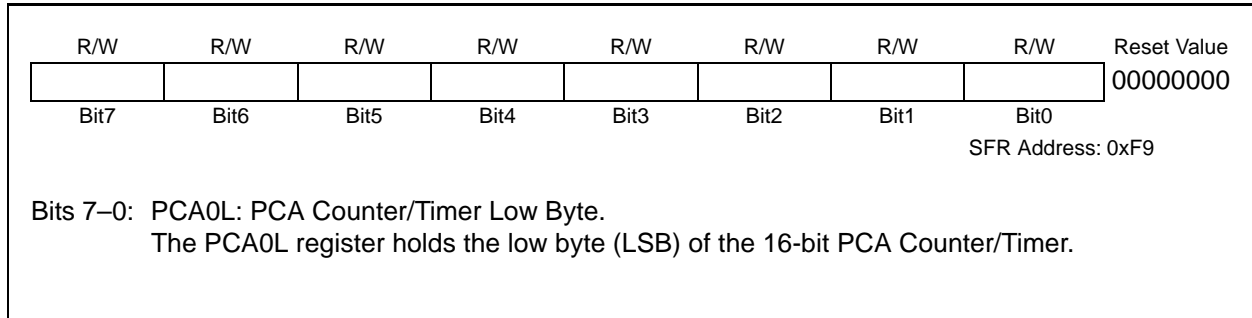 R/W R/W R/W R/W R/W R/W R/W R/W Reset Value
00000000
Bit7 Bit6 Bit5 Bit4 Bit3 Bit2 Bit1 Bit0
SFR Address: 0xF9
Bits 7–0: PCA0L: PCA Counter/Timer Low Byte.
The PCA0L register holds the low byte (LSB) of the 16-bit PCA Counter/Timer.